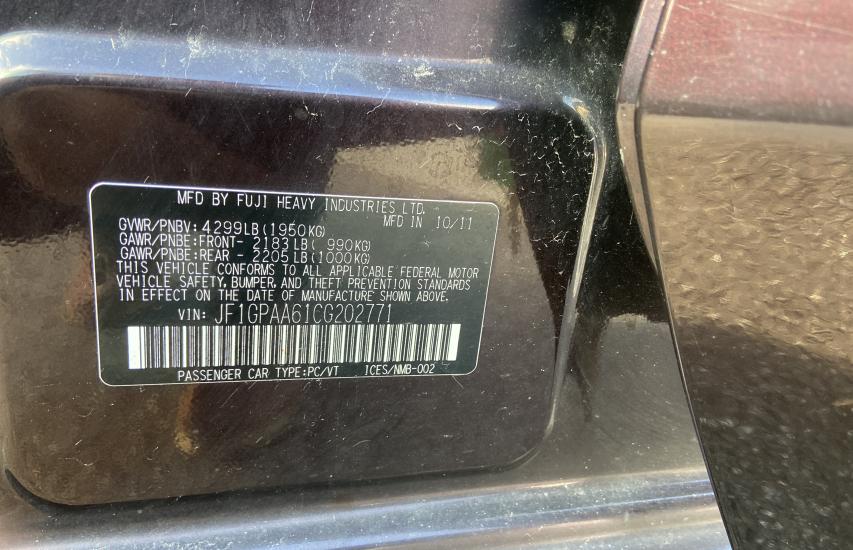 MFD BY FUJI HEAVY INDUSTRIES LTD.
MFD IN 10/11
GVWR/PNBV: 4299LB(1950KG)
GAWR/PNBE:FRONT- 2183LB( 990KG)
GAWR/PNBE:REAR - 2205LB(1000KG)
THIS VEHICLE CONFORMS TO ALL APPLICABLE FEDERAL MOTOR
VEHICLE SAFETY, BUMPER, AND THEFT PREVENTION STANDARDS
IN EFFECT ON THE DATE OF MANUFACTURE SHOWN ABOVE.
VIN: JF1GPAA61CG202771
PASSENGER CAR TYPE:PC/VT ICES/NMB-002